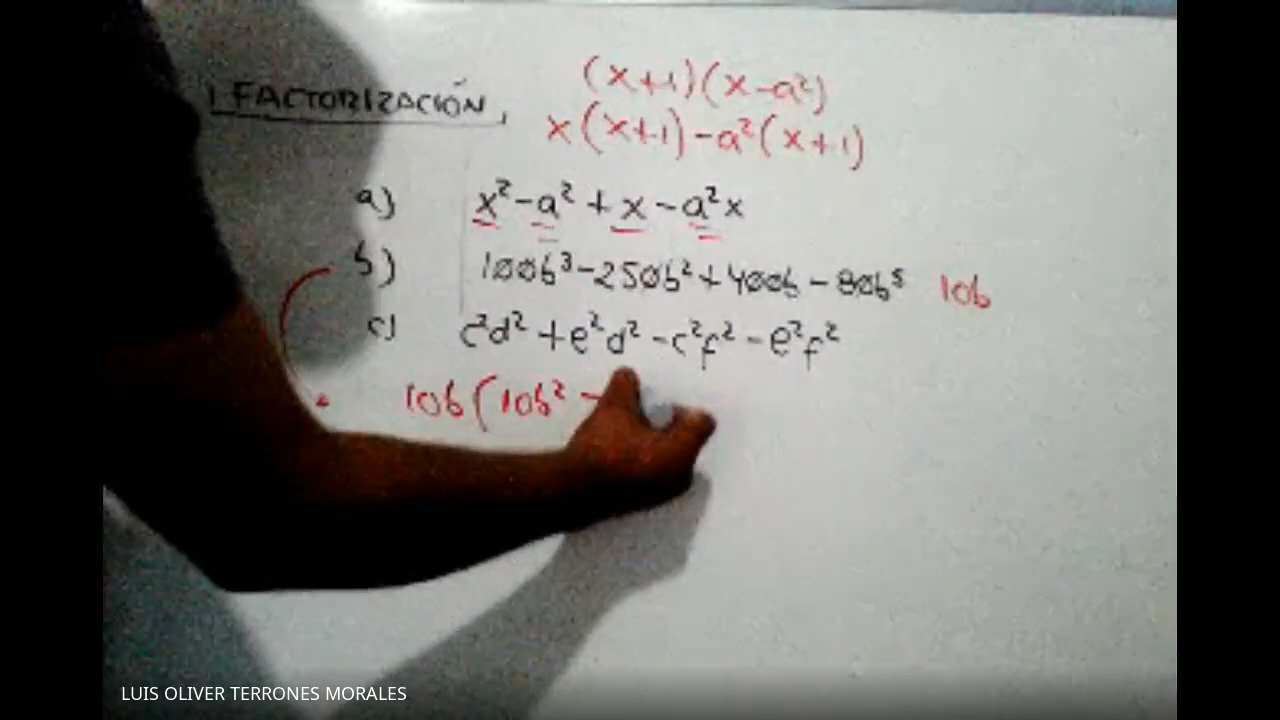 1 FACTORIZACIÓN
(x+1)(x-a²)
x(x+1)-a²(x+1)
a) x²-a²+x-a²x
b) 100b³-250b²+400b-80b⁵ 10b
c) c²d²+e²d²-c²f²-e²f²
10b(10b²-
LUIS OLIVER TERRONES MORALES